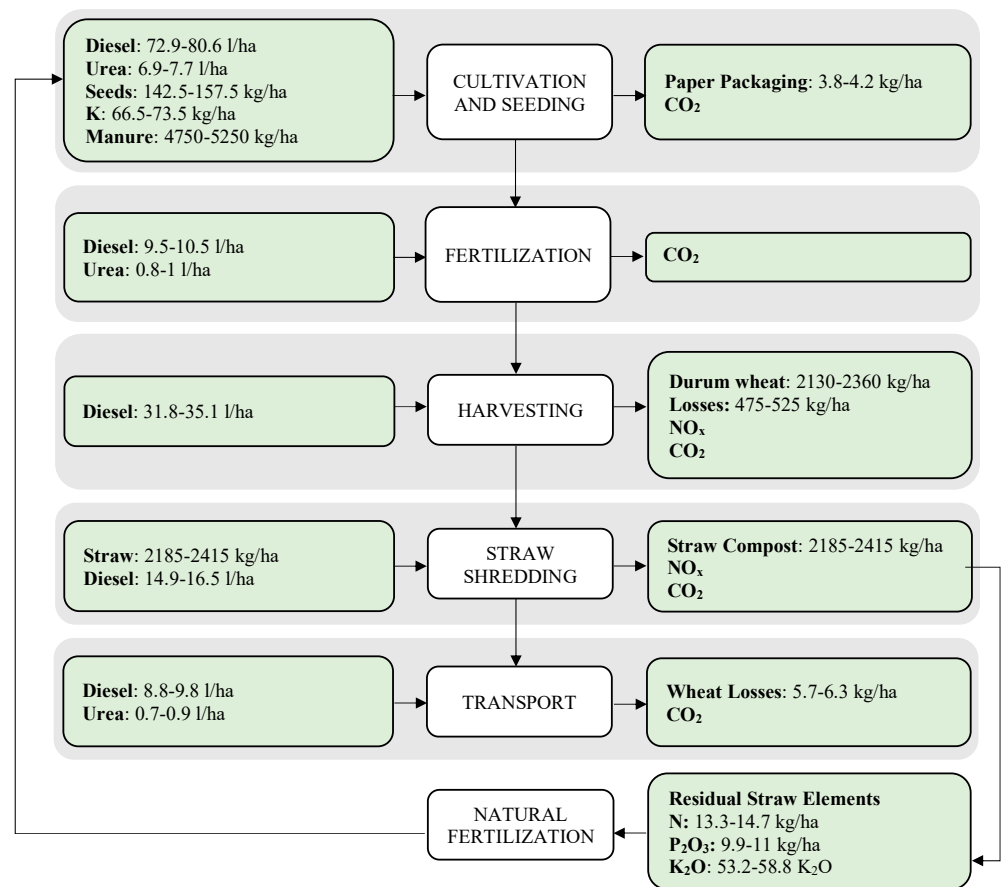 Diesel: 72.9-80.6 l/ha
Urea: 6.9-7.7 l/ha
Seeds: 142.5-157.5 kg/ha
K: 66.5-73.5 kg/ha
Manure: 4750-5250 kg/ha
CULTIVATION
AND SEEDING
Paper Packaging: 3.8-4.2 kg/ha
CO₂
Diesel: 9.5-10.5 l/ha
Urea: 0.8-1 l/ha
FERTILIZATION
CO₂
Diesel: 31.8-35.1 l/ha
HARVESTING
Durum wheat: 2130-2360 kg/ha
Losses: 475-525 kg/ha
NOₓ
CO₂
Straw: 2185-2415 kg/ha
Diesel: 14.9-16.5 l/ha
STRAW
SHREDDING
Straw Compost: 2185-2415 kg/ha
NOₓ
CO₂
Diesel: 8.8-9.8 l/ha
Urea: 0.7-0.9 l/ha
TRANSPORT
Wheat Losses: 5.7-6.3 kg/ha
CO₂
NATURAL
FERTILIZATION
Residual Straw Elements
N: 13.3-14.7 kg/ha
P₂O₃: 9.9-11 kg/ha
K₂O: 53.2-58.8 K₂O